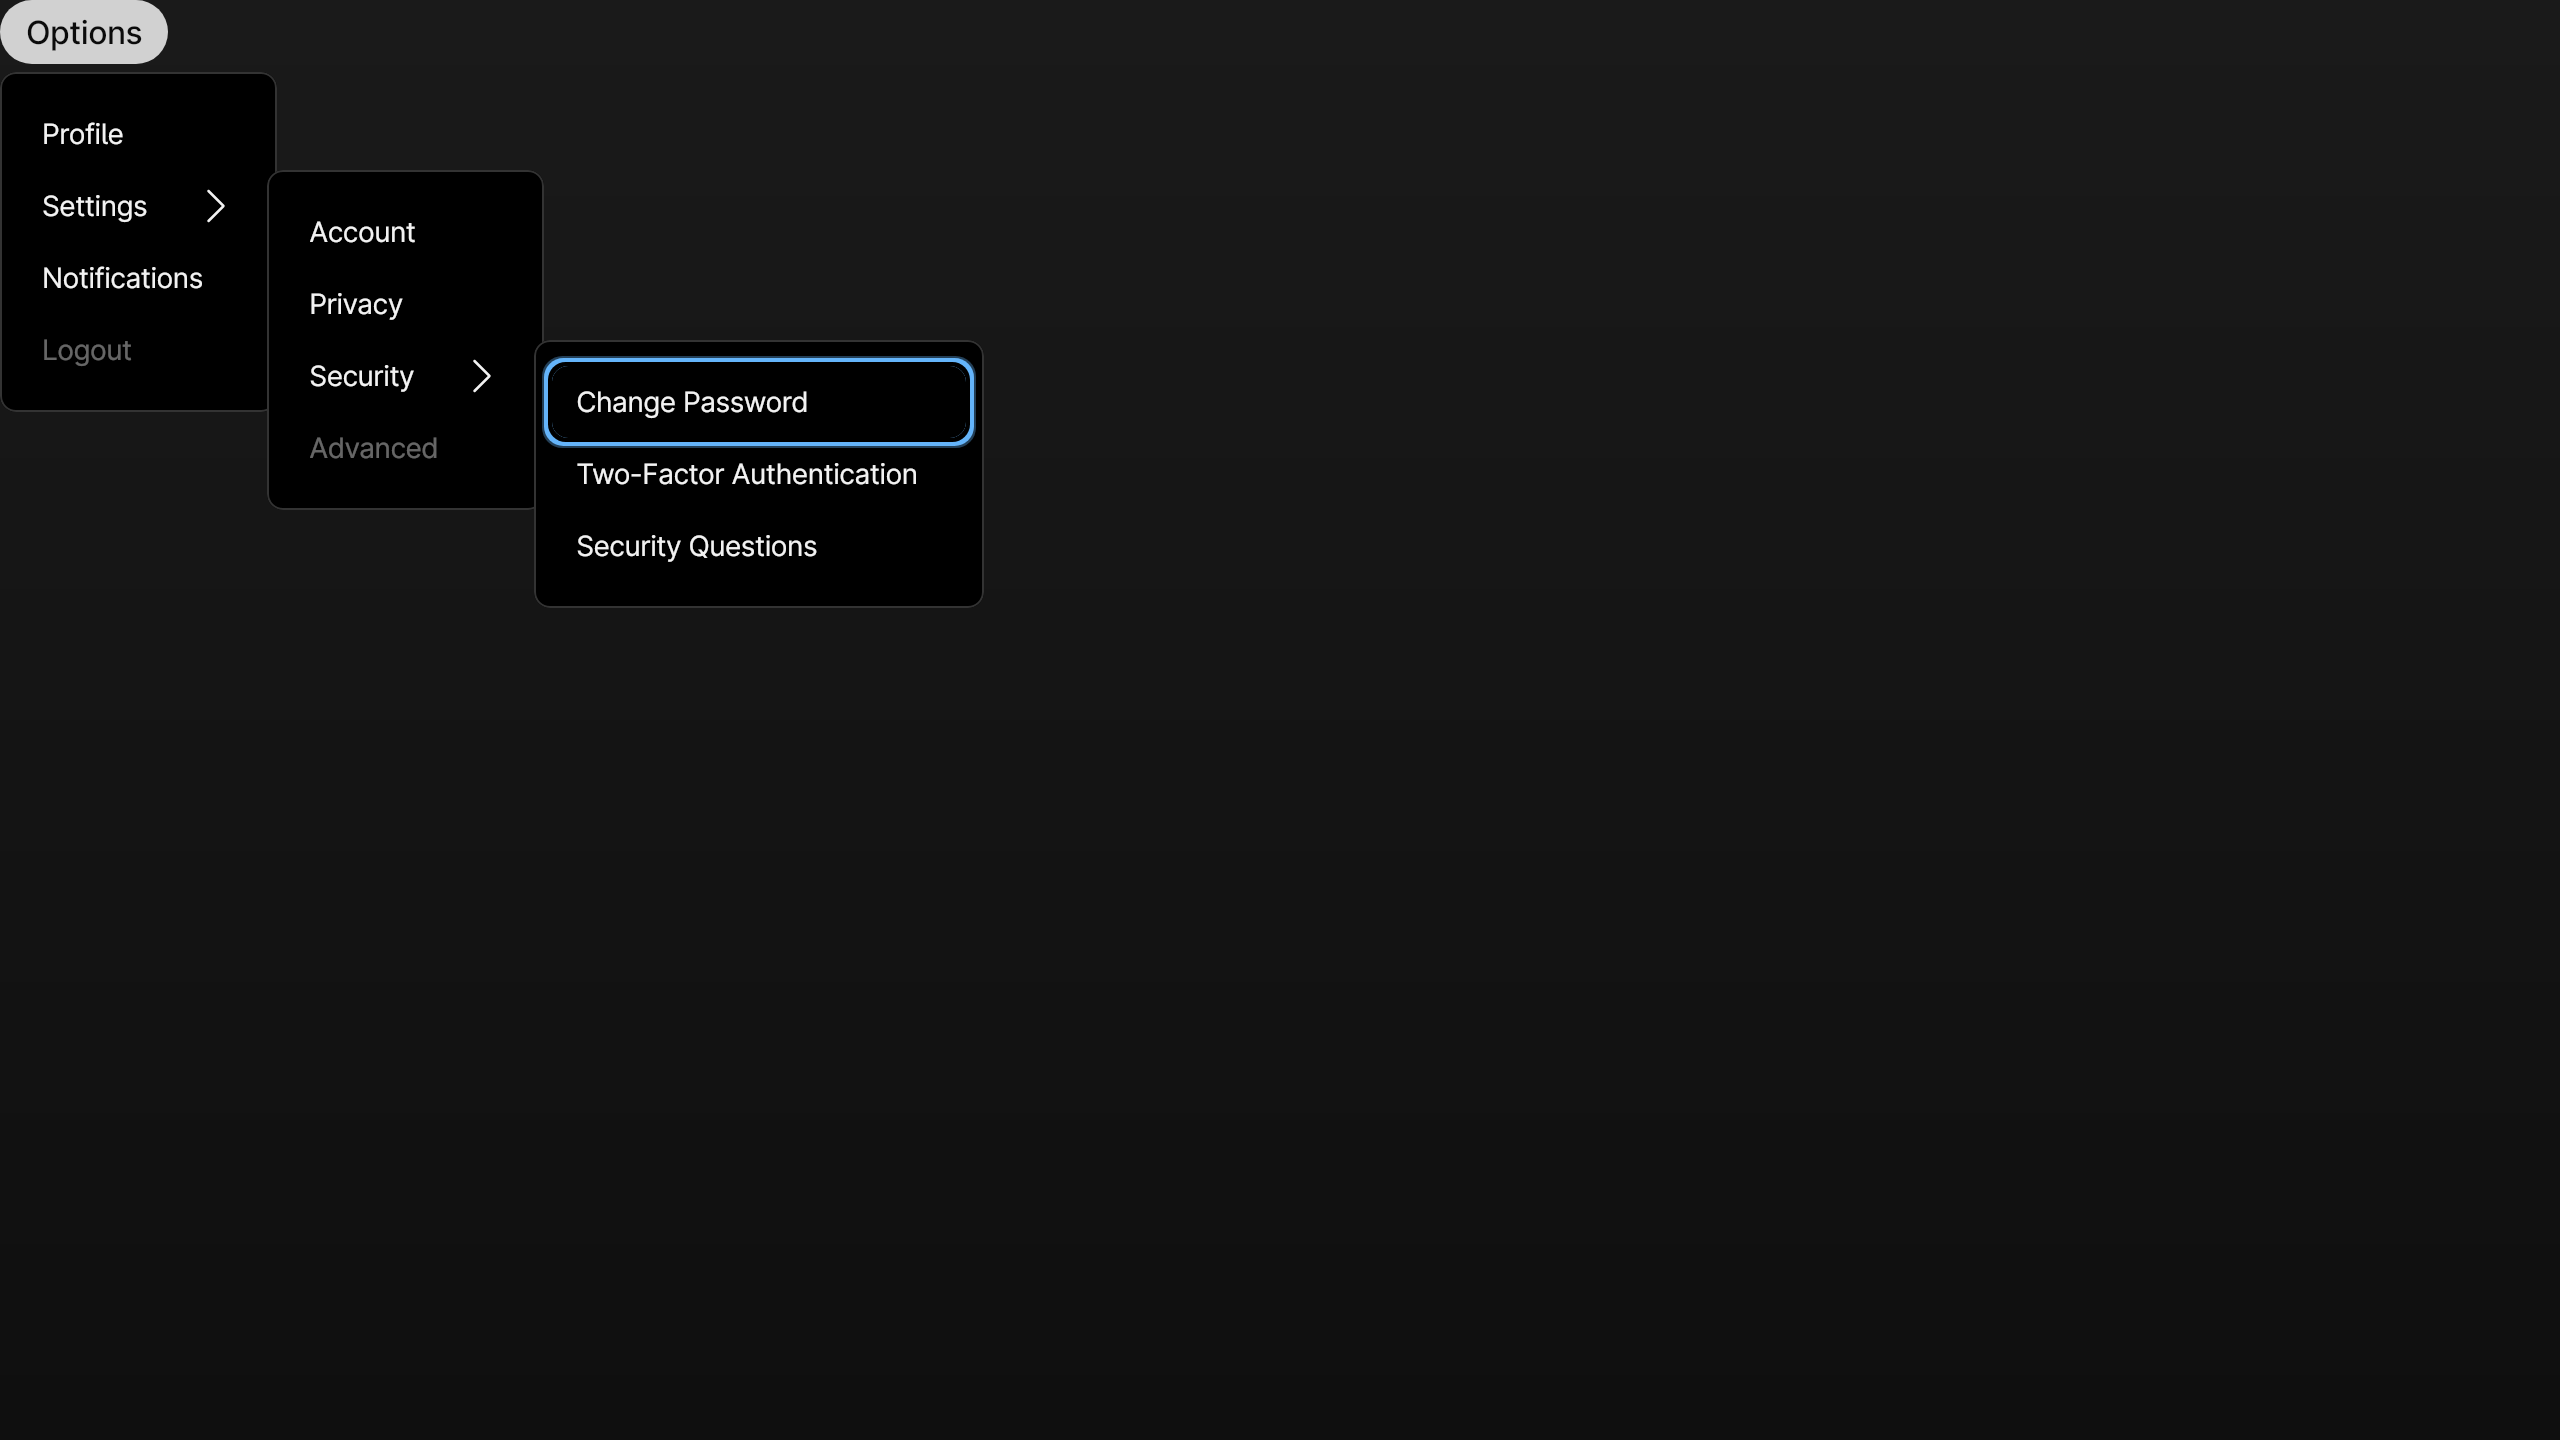 Options
Profile
Settings
Notifications
Logout
Account
Privacy
Security
Advanced
Change Password
Two-Factor Authentication
Security Questions